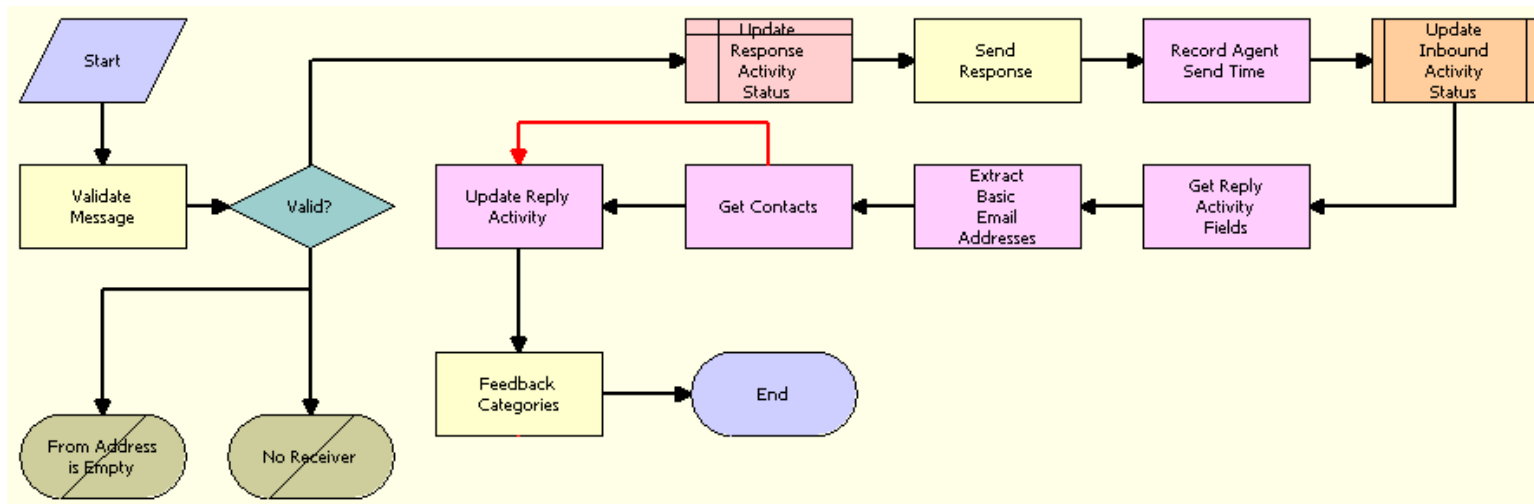 Start
Update
Response
Activity
Status
Send
Response
Record Agent
Send Time
Update
Inbound
Activity
Status
Validate
Message
Valid?
Update Reply
Activity
Get Contacts
Extract
Basic
Email
Addresses
Get Reply
Activity
Fields
Feedback
Categories
End
From Address
is Empty
No Receiver